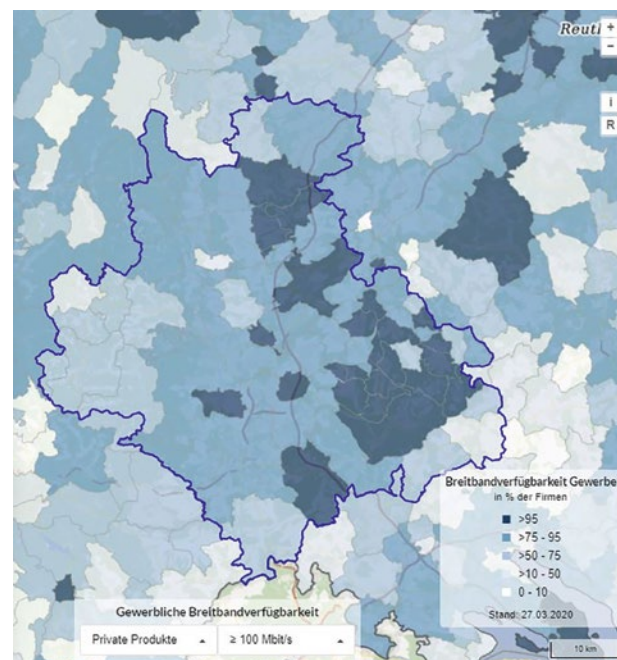 Reutl
+
−
i
R
Breitbandverfügbarkeit Gewerbe
in % der Firmen
>95
>75 - 95
>50 - 75
>10 - 50
0 - 10
Stand: 27.03.2020
10 km
Gewerbliche Breitbandverfügbarkeit
Private Produkte
≥ 100 Mbit/s